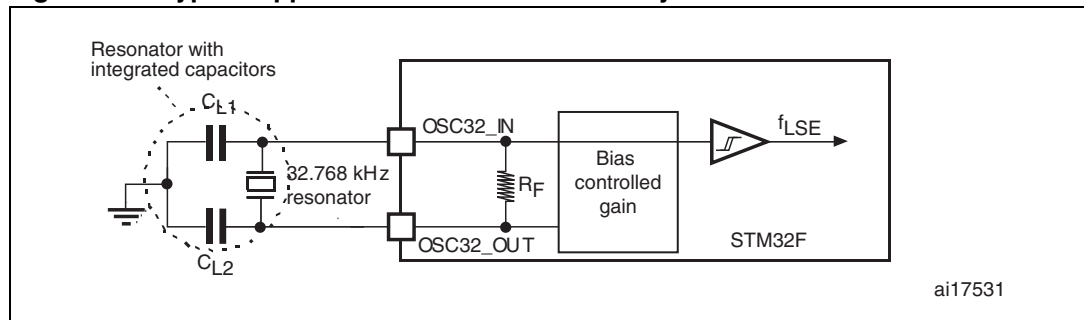 Resonator with
integrated capacitors
CL1
OSC32_IN
fLSE
32.768 kHz
resonator
RF
Bias
controlled
gain
OSC32_OUT
STM32F
CL2
ai17531